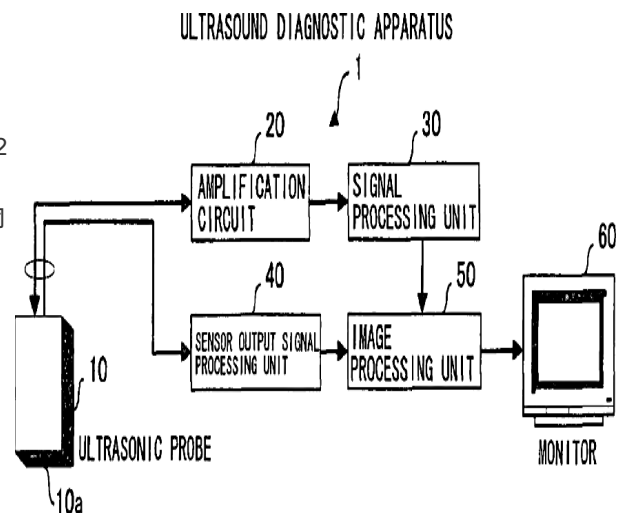 ULTRASOUND DIAGNOSTIC APPARATUS
1
2
20
30
AMPLIFICATION
CIRCUIT
SIGNAL
PROCESSING UNIT
60
40
50
SENSOR OUTPUT SIGNAL
PROCESSING UNIT
IMAGE
PROCESSING UNIT
10
ULTRASONIC PROBE
MONITOR
10a